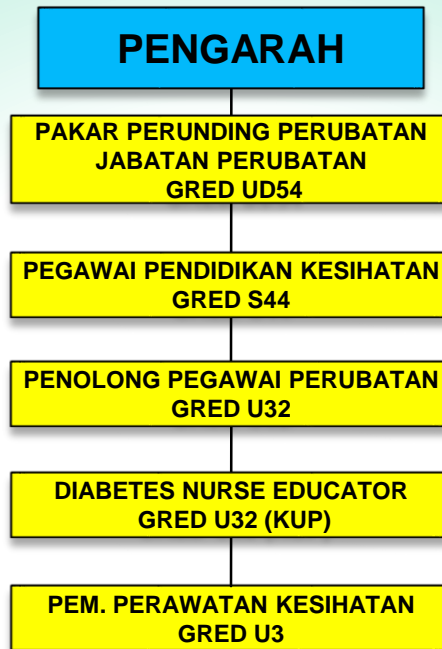 PENGARAH
PAKAR PERUNDING PERUBATAN
JABATAN PERUBATAN
GRED UD54
PEGAWAI PENDIDIKAN KESIHATAN
GRED S44
PENOLONG PEGAWAI PERUBATAN
GRED U32
DIABETES NURSE EDUCATOR
GRED U32 (KUP)
PEM. PERAWATAN KESIHATAN
GRED U3